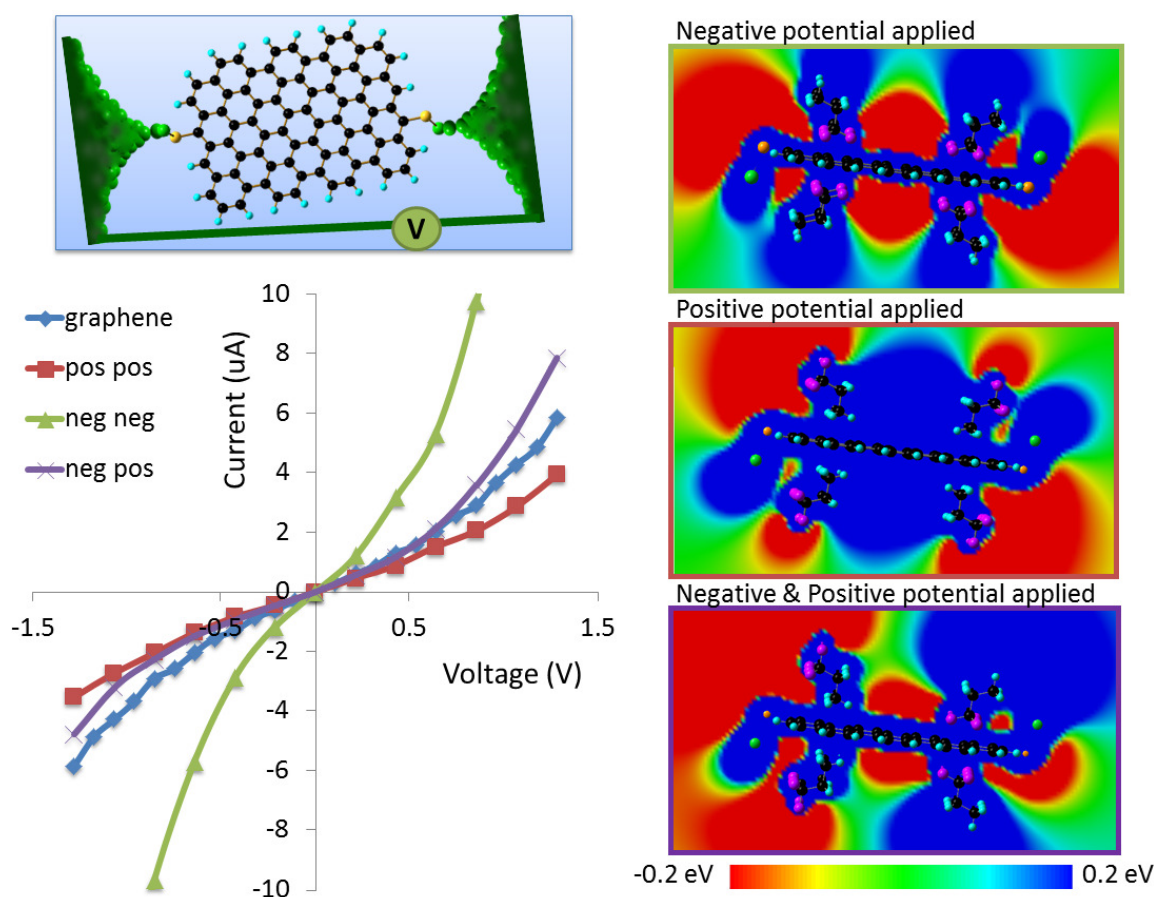 V
graphene
pos pos
neg neg
neg pos
Current (uA)
10
8
6
4
2
0
-2
-4
-6
-8
-10
-1.5
-0.5
0.5
1.5
Voltage (V)
Negative potential applied
Positive potential applied
Negative & Positive potential applied
-0.2 eV
0.2 eV